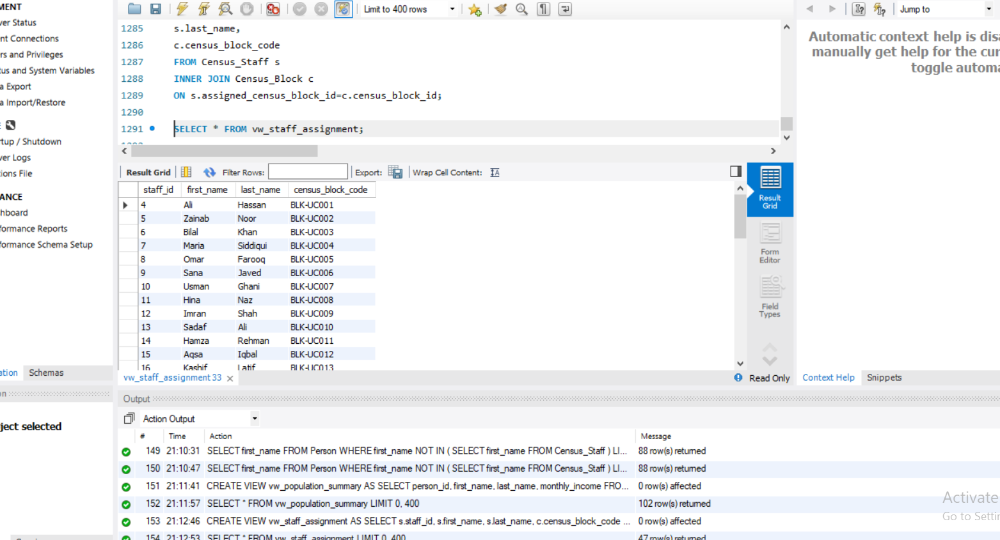 MENT
ver Status
nt Connections
rs and Privileges
tus and System Variables
a Export
a Import/Restore
E
rtup / Shutdown
ver Logs
ions File
ANCE
hboard
formance Reports
formance Schema Setup
ation Schemas
on
ject selected
Limit to 400 rows
1285 s.last_name,
1286 c.census_block_code
1287 FROM Census_Staff s
1288 INNER JOIN Census_Block c
1289 ON s.assigned_census_block_id=c.census_block_id;
1290
1291 SELECT * FROM vw_staff_assignment;
1292
Result Grid Filter Rows: Export: Wrap Cell Content:
staff_id first_name last_name census_block_code
4 Ali Hassan BLK-UC001
5 Zainab Noor BLK-UC002
6 Bilal Khan BLK-UC003
7 Maria Siddiqui BLK-UC004
8 Omar Farooq BLK-UC005
9 Sana Javed BLK-UC006
10 Usman Ghani BLK-UC007
11 Hina Naz BLK-UC008
12 Imran Shah BLK-UC009
13 Sadaf Ali BLK-UC010
14 Hamza Rehman BLK-UC011
15 Aqsa Iqbal BLK-UC012
16 Kashif Latif BLK-UC013
Result
Grid
Form
Editor
Field
Types
vw_staff_assignment 33
Read Only
Jump to
Automatic context help is disa
manually get help for the cur
toggle automa
Context Help Snippets
Output
Action Output
# Time Action Message
149 21:10:31 SELECT first_name FROM Person WHERE first_name NOT IN ( SELECT first_name FROM Census_Staff ) LI... 88 row(s) returned
150 21:10:47 SELECT first_name FROM Person WHERE first_name NOT IN ( SELECT first_name FROM Census_Staff ) LI... 88 row(s) returned
151 21:11:41 CREATE VIEW vw_population_summary AS SELECT person_id, first_name, last_name, monthly_income FRO... 0 row(s) affected
152 21:11:57 SELECT * FROM vw_population_summary LIMIT 0, 400 102 row(s) returned
153 21:12:46 CREATE VIEW vw_staff_assignment AS SELECT s.staff_id, s.first_name, s.last_name, c.census_block_code ... 0 row(s) affected
154 21:12:53 SELECT * FROM vw_staff_assignment LIMIT 0, 400 47 row(s) returned
Activate
Go to Settin